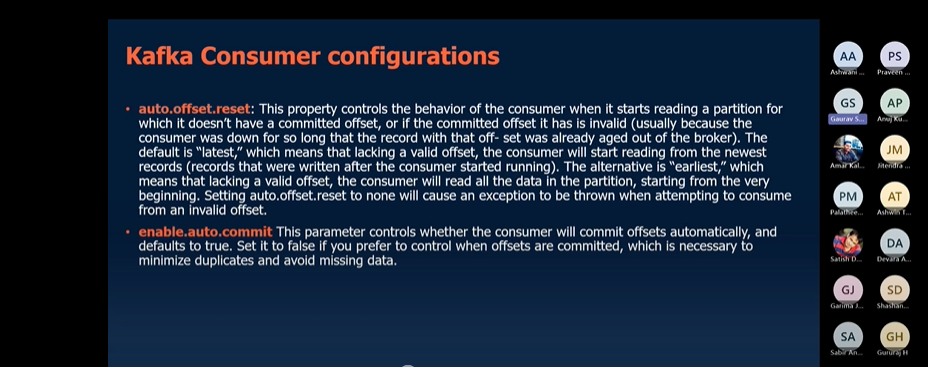 Kafka Consumer configurations
• auto.offset.reset: This property controls the behavior of the consumer when it starts reading a partition for
which it doesn't have a committed offset, or if the committed offset it has is invalid (usually because the
consumer was down for so long that the record with that off- set was already aged out of the broker). The
default is “latest,” which means that lacking a valid offset, the consumer will start reading from the newest
records (records that were written after the consumer started running). The alternative is “earliest,” which
means that lacking a valid offset, the consumer will read all the data in the partition, starting from the very
beginning. Setting auto.offset.reset to none will cause an exception to be thrown when attempting to consume
from an invalid offset.
• enable.auto.commit This parameter controls whether the consumer will commit offsets automatically, and
defaults to true. Set it to false if you prefer to control when offsets are committed, which is necessary to
minimize duplicates and avoid missing data.
AA PS
Ashwani ... Praveen ...
GS AP
Gaurav S... Anuj Ku...
JM
Amar Kal... Jitendra ...
PM AT
Palathee... Ashwin T...
DA
Satish D... Devara A...
GJ SD
Garima J... Shashan...
SA GH
Sabir An... Gururaj H